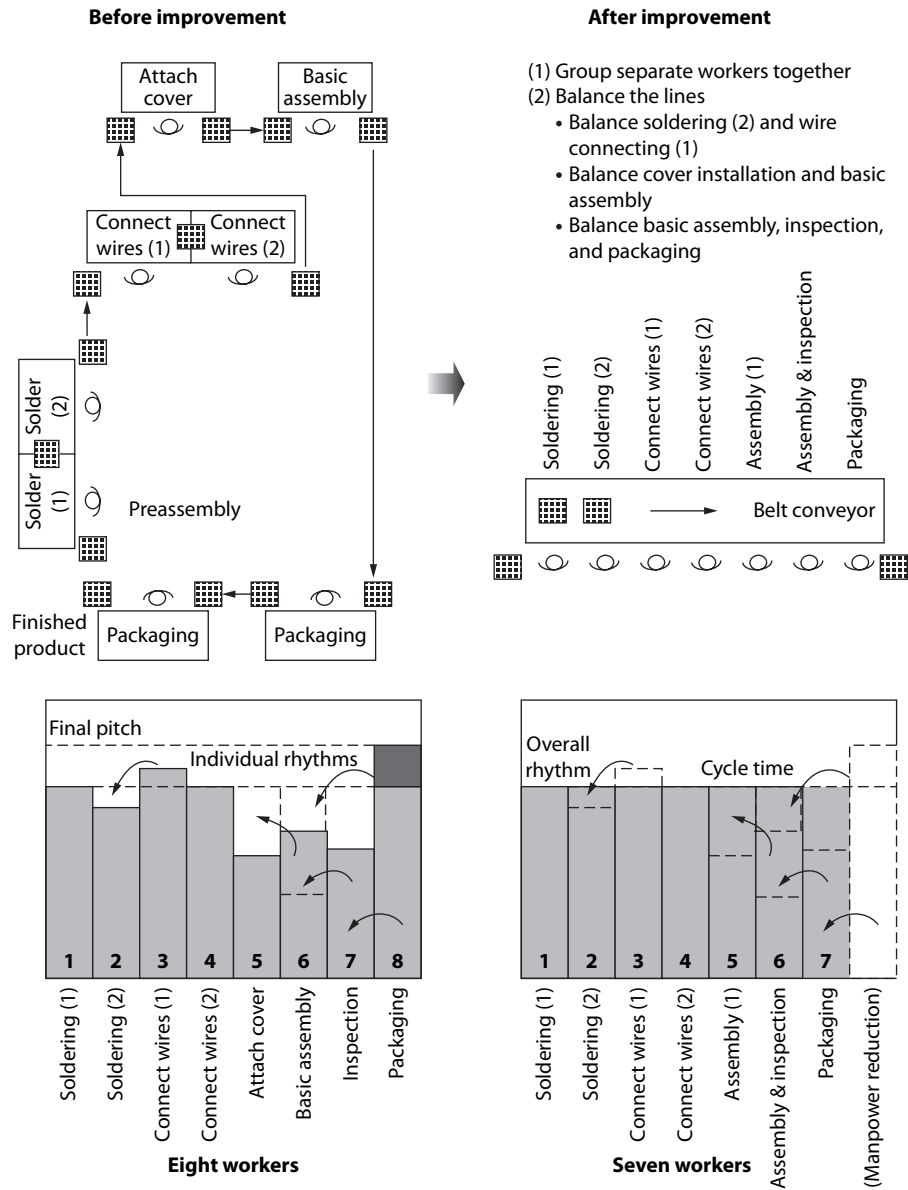 Before improvement
Attach
cover
Basic
assembly
Connect
wires (1)
Connect
wires (2)
Solder
(2)
Solder
(1)
Preassembly
Finished
product
Packaging
Packaging
After improvement
(1) Group separate workers together
(2) Balance the lines
• Balance soldering (2) and wire
connecting (1)
• Balance cover installation and basic
assembly
• Balance basic assembly, inspection,
and packaging
Soldering (1)
Soldering (2)
Connect wires (1)
Connect wires (2)
Assembly (1)
Assembly & inspection
Packaging
Belt conveyor
Final pitch
Individual rhythms
1
2
3
4
5
6
7
8
Soldering (1)
Soldering (2)
Connect wires (1)
Connect wires (2)
Attach cover
Basic assembly
Inspection
Packaging
Eight workers
Overall
rhythm
Cycle time
1
2
3
4
5
6
7
Soldering (1)
Soldering (2)
Connect wires (1)
Connect wires (2)
Assembly (1)
Assembly & inspection
Packaging
(Manpower reduction)
Seven workers